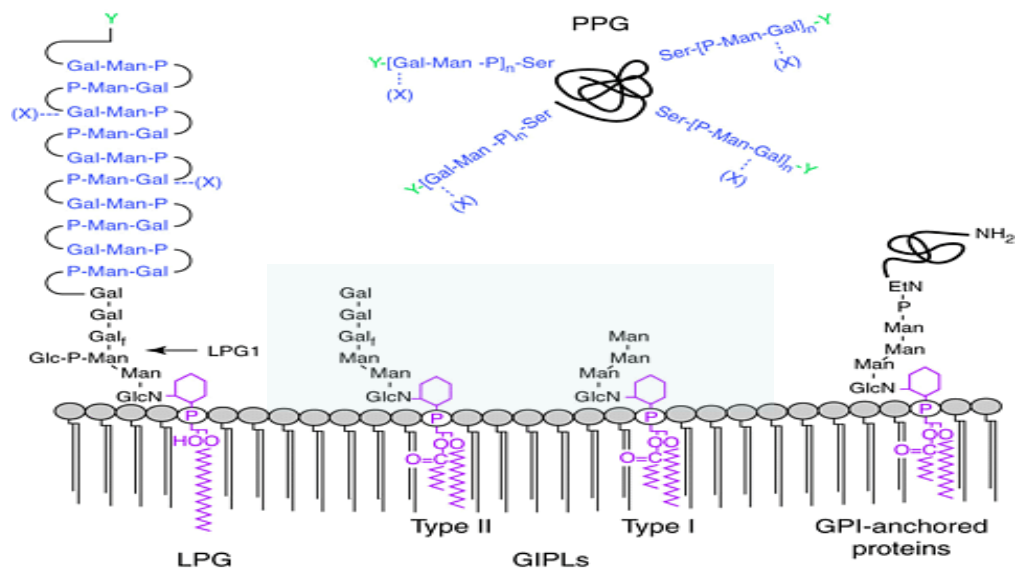 Y
Gal-Man-P
P-Man-Gal
(X)---Gal-Man-P
P-Man-Gal
Gal-Man-P
P-Man-Gal---(X)
Gal-Man-P
P-Man-Gal
Gal-Man-P
P-Man-Gal
Gal
Gal
Galf
Glc-P-Man
Man
GlcN
P
HO
O
LPG1
LPG
PPG
Y-[Gal-Man -P]n-Ser
(X)
Ser-[P-Man-Gal]n-Y
(X)
Y-[Gal-Man -P]n-Ser
(X)
Ser-[P-Man-Gal]n-Y
(X)
Gal
Gal
Galf
Man
Man
GlcN
P
O
O
O=C
Type II
Man
Man
Man
GlcN
P
O
O
O=C
Type I
GIPLs
NH2
EtN
P
Man
Man
Man
GlcN
P
O
O
O=C
GPI-anchored
proteins